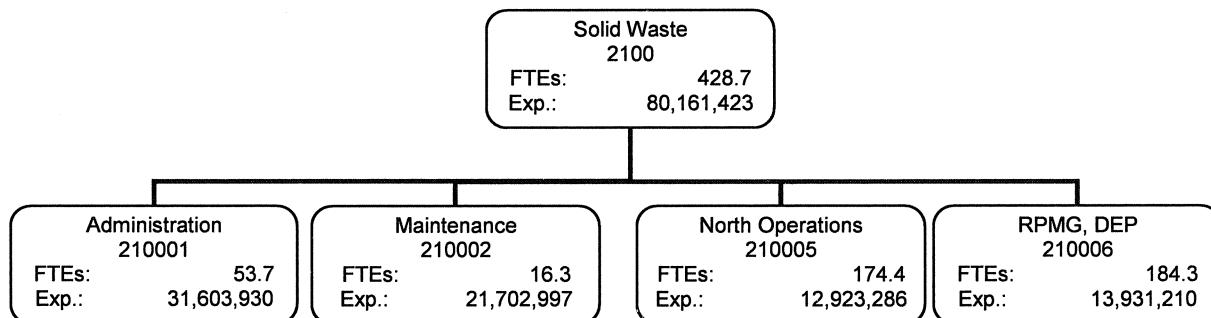 Solid Waste
2100
FTEs: 428.7
Exp.: 80,161,423
Administration
210001
FTEs: 53.7
Exp.: 31,603,930
Maintenance
210002
FTEs: 16.3
Exp.: 21,702,997
North Operations
210005
FTEs: 174.4
Exp.: 12,923,286
RPMG, DEP
210006
FTEs: 184.3
Exp.: 13,931,210